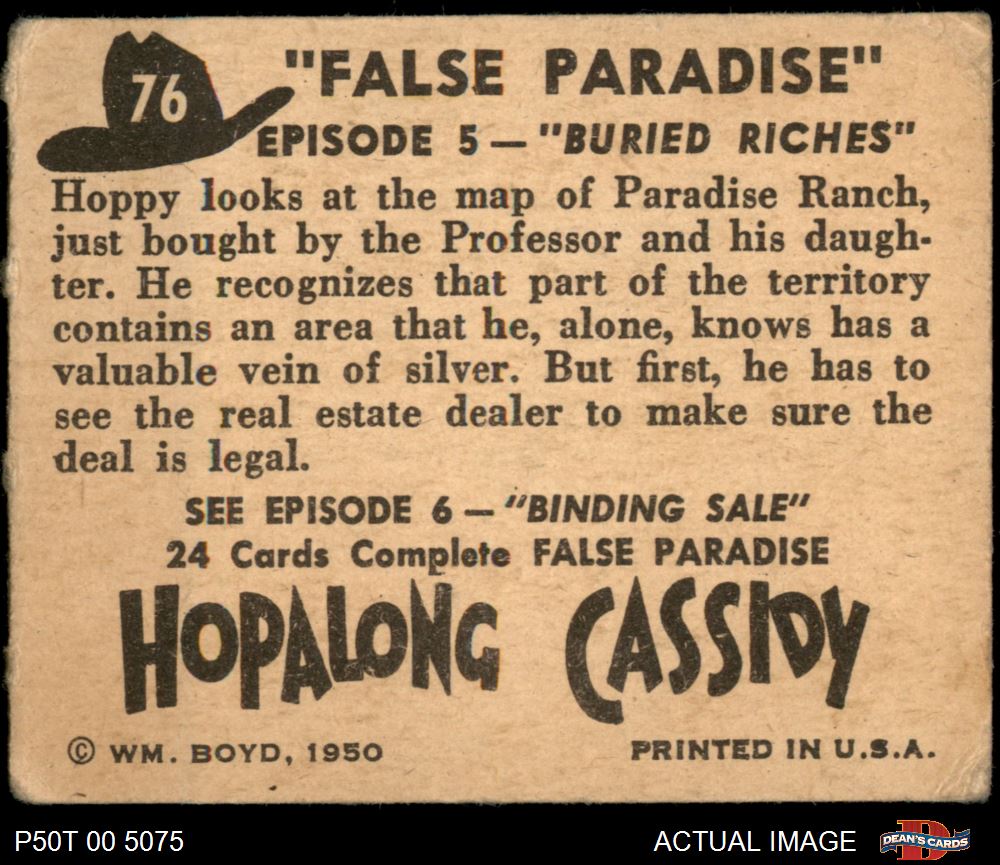 76
"FALSE PARADISE"
EPISODE 5 — "BURIED RICHES"
Hoppy looks at the map of Paradise Ranch,
just bought by the Professor and his daugh-
ter. He recognizes that part of the territory
contains an area that he, alone, knows has a
valuable vein of silver. But first, he has to
see the real estate dealer to make sure the
deal is legal.
SEE EPISODE 6 — "BINDING SALE"
24 Cards Complete FALSE PARADISE
HOPALONG CASSIDY
© WM. BOYD, 1950 PRINTED IN U.S.A.
P50T 00 5075 ACTUAL IMAGE DEAN'S CARDS